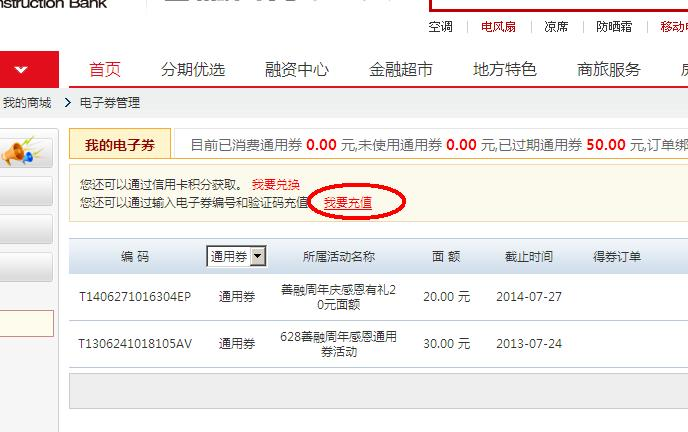 nstruction Bank
空调 电风扇 凉席 防晒霜 移动电
首页 分期优选 融资中心 金融超市 地方特色 商旅服务
我的商城 电子券管理
我的电子券 目前已消费通用券 0.00 元,未使用通用券 0.00 元,已过期通用券 50.00 元,订单绑
您还可以通过信用卡积分获取。 我要兑换
您还可以通过输入电子券编号和验证码充值 我要充值
编 码 通用券 所属活动名称 面 额 截止时间 得券订单
T1406271016304EP 通用券 善融周年庆感恩有礼2 20.00 元 2014-07-27
0元面额
T1306241018105AV 通用券 628善融周年感恩通用 30.00 元 2013-07-24
券活动